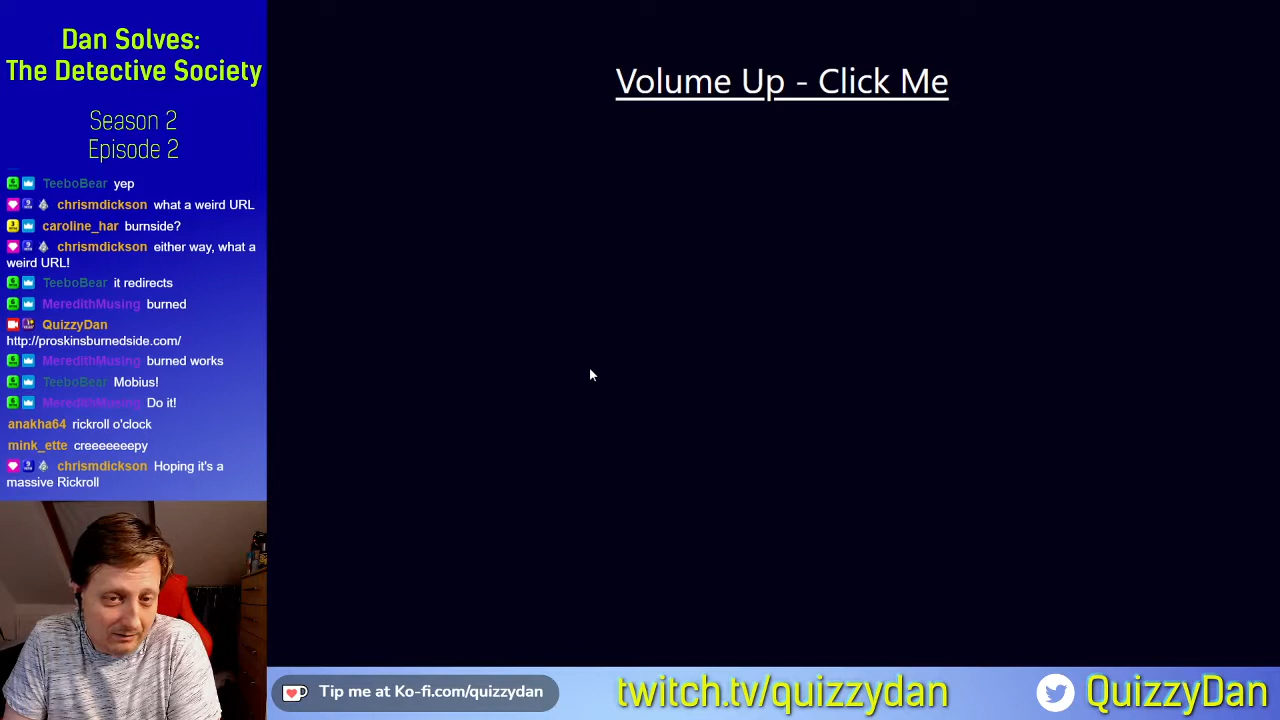 Dan Solves:
The Detective Society
Season 2
Episode 2
TeeboBear yep
chrismdickson what a weird URL
caroline_har burnside?
chrismdickson either way, what a
weird URL!
TeeboBear it redirects
MeredithMusing burned
QuizzyDan
http://proskinsburnedside.com/
MeredithMusing burned works
TeeboBear Mobius!
MeredithMusing Do it!
anakha64 rickroll o'clock
mink_ette creeeeeeepy
chrismdickson Hoping it's a
massive Rickroll
Volume Up - Click Me
Tip me at Ko-fi.com/quizzydan
twitch.tv/quizzydan
QuizzyDan